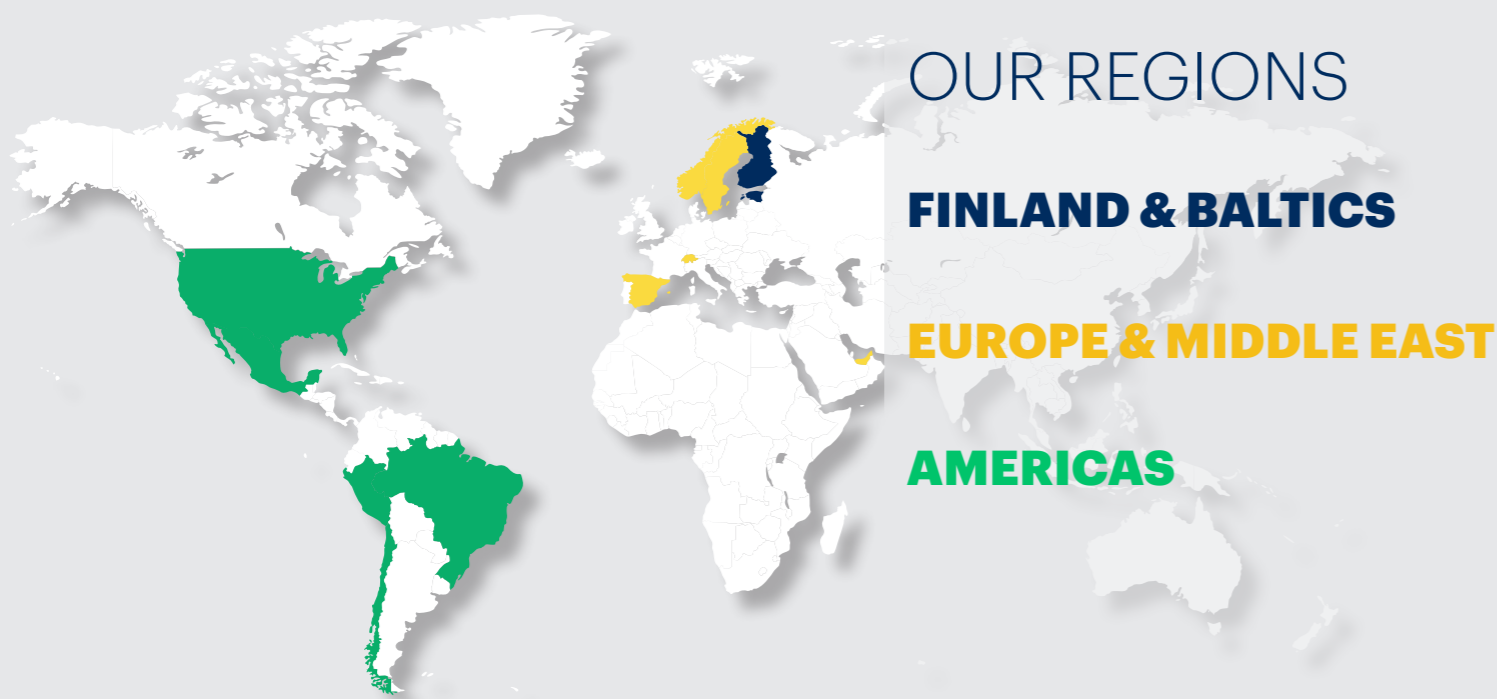 OUR REGIONS
FINLAND & BALTICS
EUROPE & MIDDLE EAST
AMERICAS